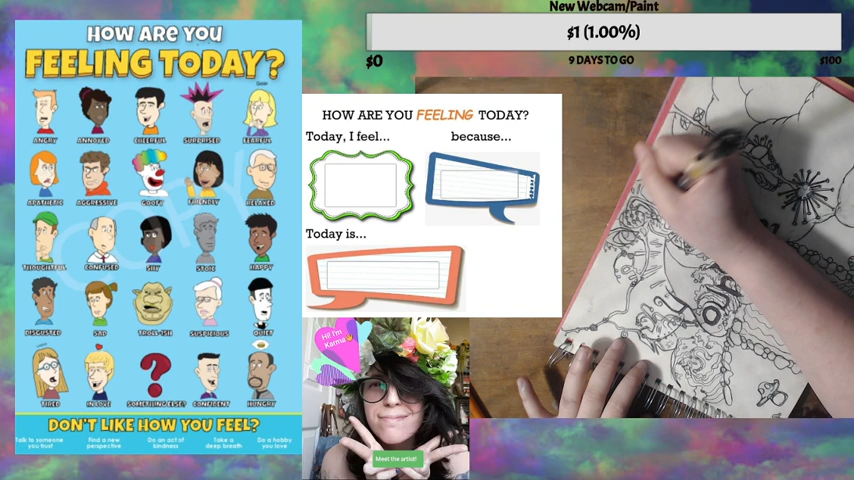 HOW ARE YOU
FEELING TODAY?
ANGRY
ANNOYED
CHEERFUL
SURPRISED
FEARFUL
APATHETIC
AGGRESSIVE
GOOFY
FRIENDLY
RELAXED
THOUGHTFUL
CONFUSED
SHY
STOIC
HAPPY
DISGUSTED
SAD
TROLL-ISH
SUSPICIOUS
QUIET
TIRED
IN LOVE
SOMETHING ELSE?
CONFIDENT
HUNGRY
COPY
DON'T LIKE HOW YOU FEEL?
Talk to someone you trust
Find a new perspective
Do an act of kindness
Take a deep breath
Do a hobby you love
HOW ARE YOU FEELING TODAY?
Today, I feel... because...
Today is...
Hi! I'm
Karma
Meet the artist!
New Webcam/Paint
$1 (1.00%)
$0 9 DAYS TO GO $100
You